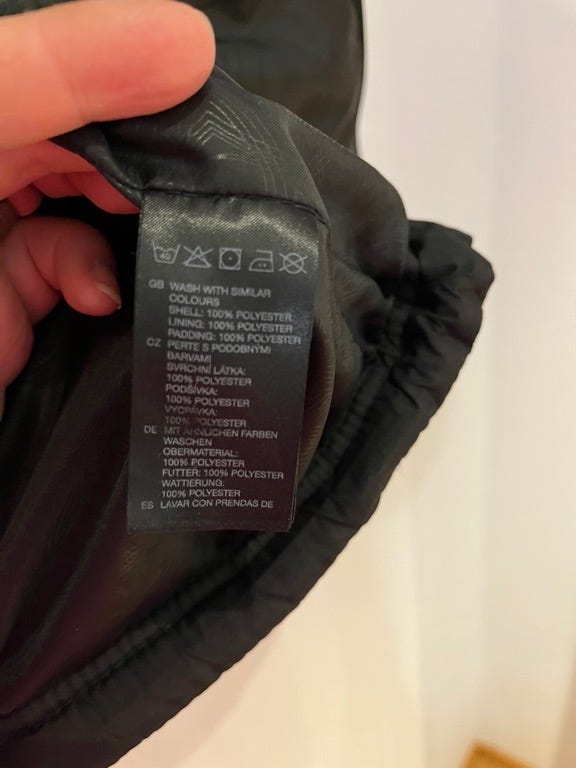 40
GB WASH WITH SIMILAR
COLOURS
SHELL: 100% POLYESTER
LINING: 100% POLYESTER
PADDING: 100% POLYESTER
CZ PERTE S PODOBNÝMI
BARVAMI
SVRCHNÍ LÁTKA:
100% POLYESTER
PODŠÍVKA:
100% POLYESTER
VÝCPÁVKA:
100% POLYESTER
DE MIT ÄHNLICHEN FARBEN
WASCHEN
OBERMATERIAL:
100% POLYESTER
FUTTER: 100% POLYESTER
WATTIERUNG:
100% POLYESTER
ES LAVAR CON PRENDAS DE